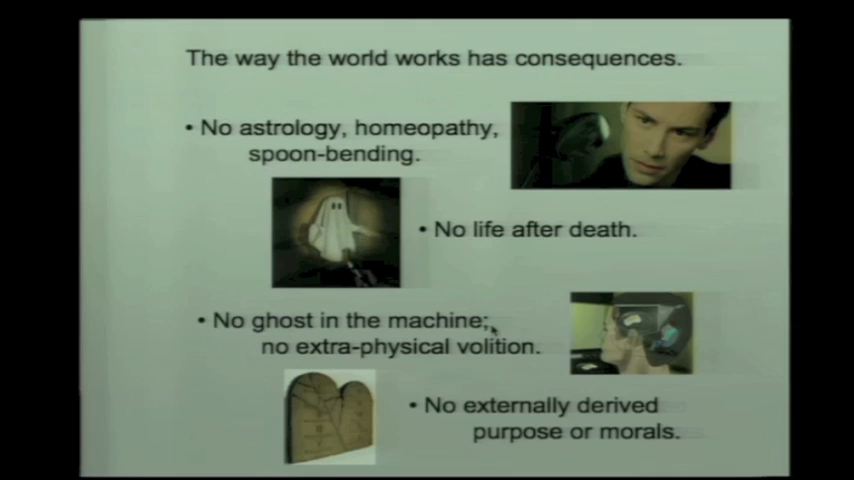 The way the world works has consequences.
• No astrology, homeopathy,
spoon-bending.
• No life after death.
• No ghost in the machine;
no extra-physical volition.
• No externally derived
purpose or morals.